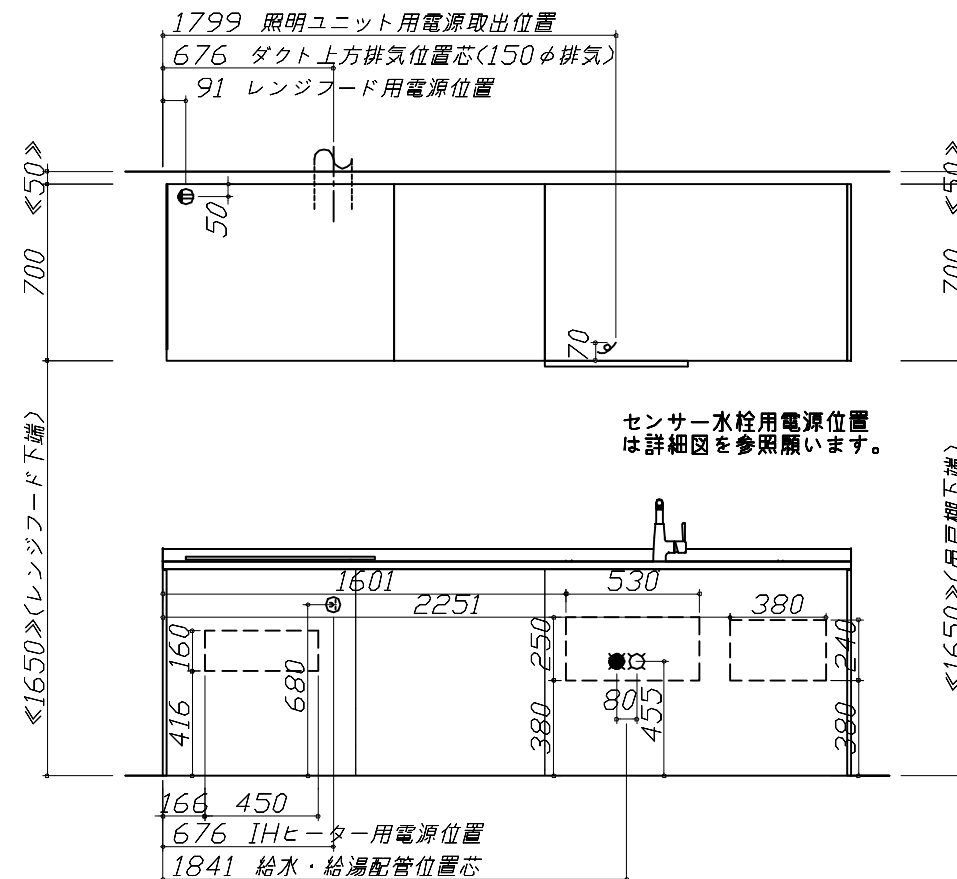 1799 照明ユニット用電源取出位置
676 ダクト上方排気位置芯(150φ排気)
91 レンジフード用電源位置
≪50≫
≪50≫
50
700
700
70
センサー水栓用電源位置
は詳細図を参照願います。
≪1650≫(レンジフード下端)
≪1650≫(吊戸棚下端)
1601
530
2251
380
160
250
240
680
80
455
416
380
380
166 450
676 IHヒーター用電源位置
1841 給水・給湯配管位置芯